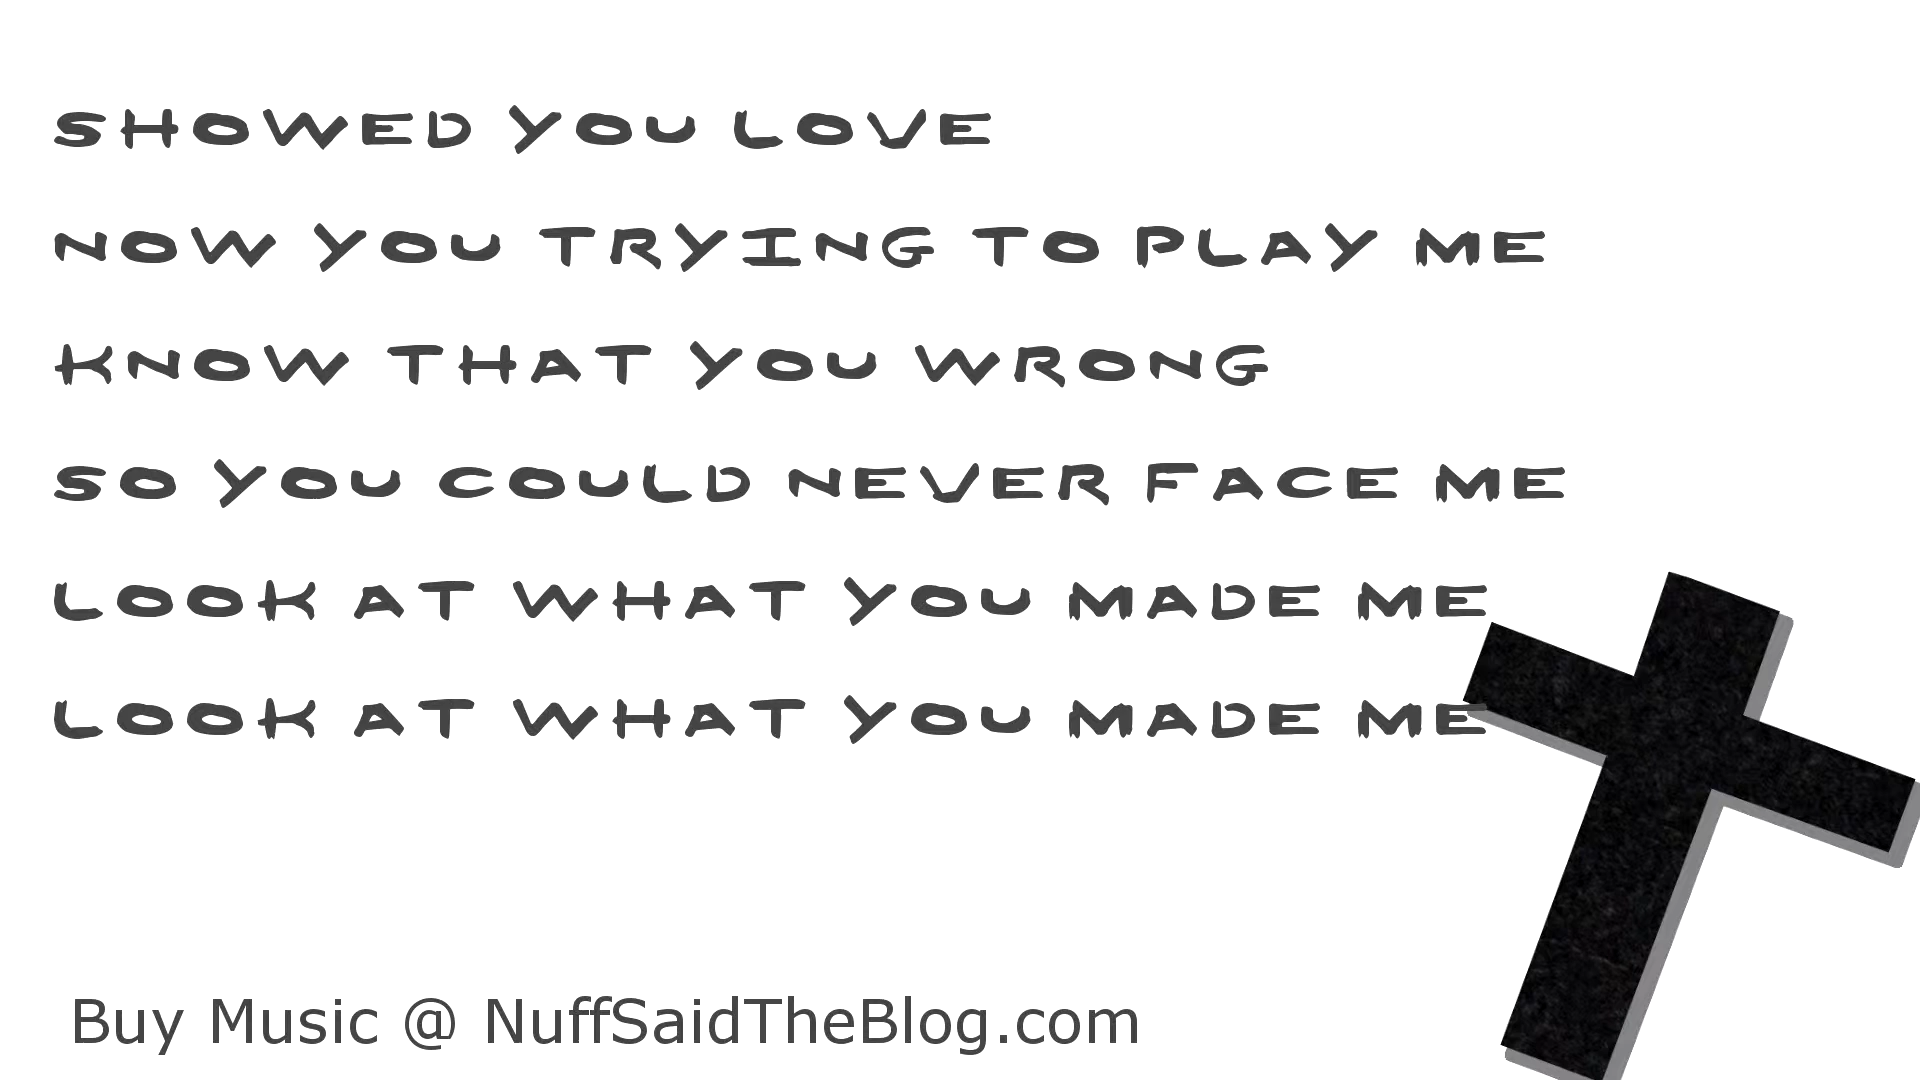 SHOWED YOU LOVE
NOW YOU TRYING TO PLAY ME
KNOW THAT YOU WRONG
SO YOU COULD NEVER FACE ME
LOOK AT WHAT YOU MADE ME
LOOK AT WHAT YOU MADE ME
Buy Music @ NuffSaidTheBlog.com